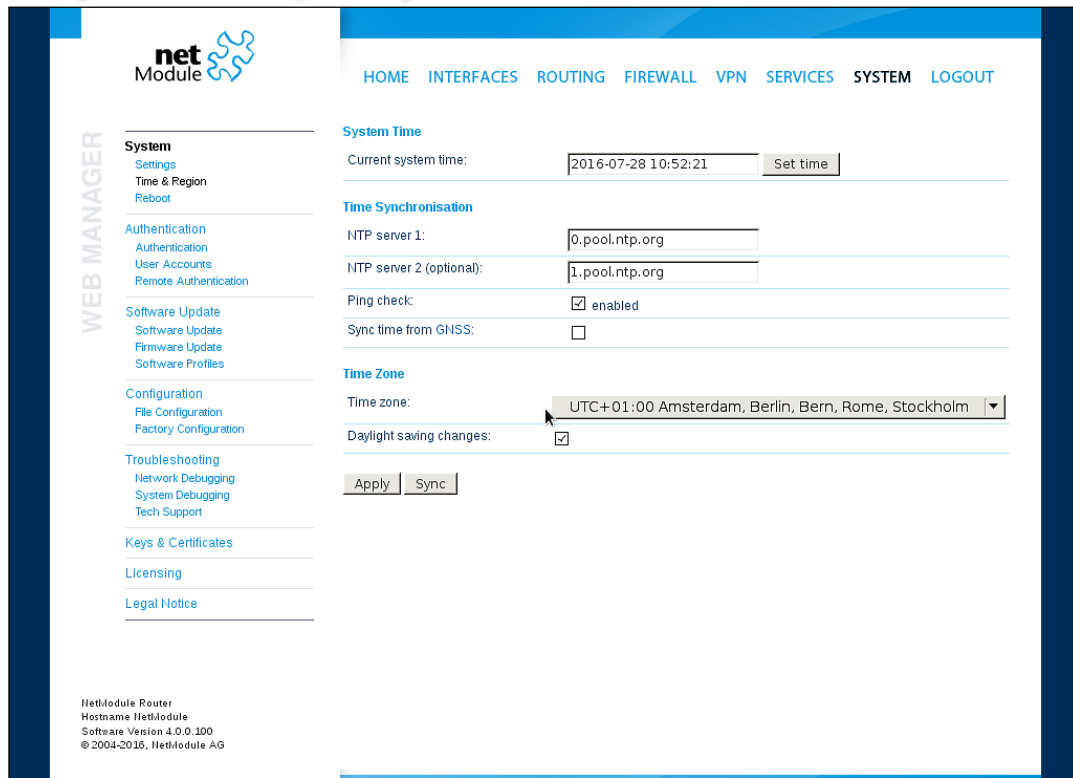 net
Module
HOME INTERFACES ROUTING FIREWALL VPN SERVICES SYSTEM LOGOUT
WEB MANAGER
System
Settings
Time & Region
Reboot
Authentication
Authentication
User Accounts
Remote Authentication
Software Update
Software Update
Firmware Update
Software Profiles
Configuration
File Configuration
Factory Configuration
Troubleshooting
Network Debugging
System Debugging
Tech Support
Keys & Certificates
Licensing
Legal Notice
System Time
Current system time: 2016-07-28 10:52:21 Set time
Time Synchronisation
NTP server 1: 0.pool.ntp.org
NTP server 2 (optional): 1.pool.ntp.org
Ping check: enabled
Sync time from GNSS:
Time Zone
Time zone: UTC+01:00 Amsterdam, Berlin, Bern, Rome, Stockholm
Daylight saving changes:
Apply Sync
NetModule Router
Hostname NetModule
Software Version 4.0.0.100
© 2004-2016, NetModule AG